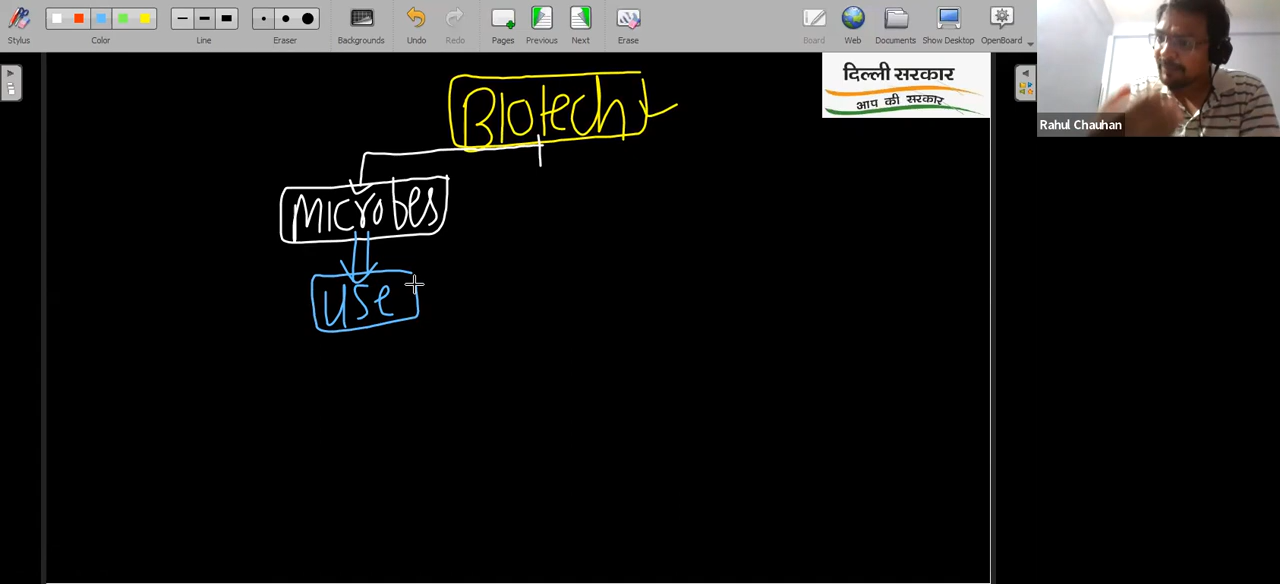 Stylus
Color
Line
Eraser
Backgrounds
Undo
Redo
Pages
Previous
Next
Erase
Board
Web
Documents
Show Desktop
OpenBoard
Rahul Chauhan
दिल्ली सरकार
आप की सरकार
Biotech
Microbes
Use